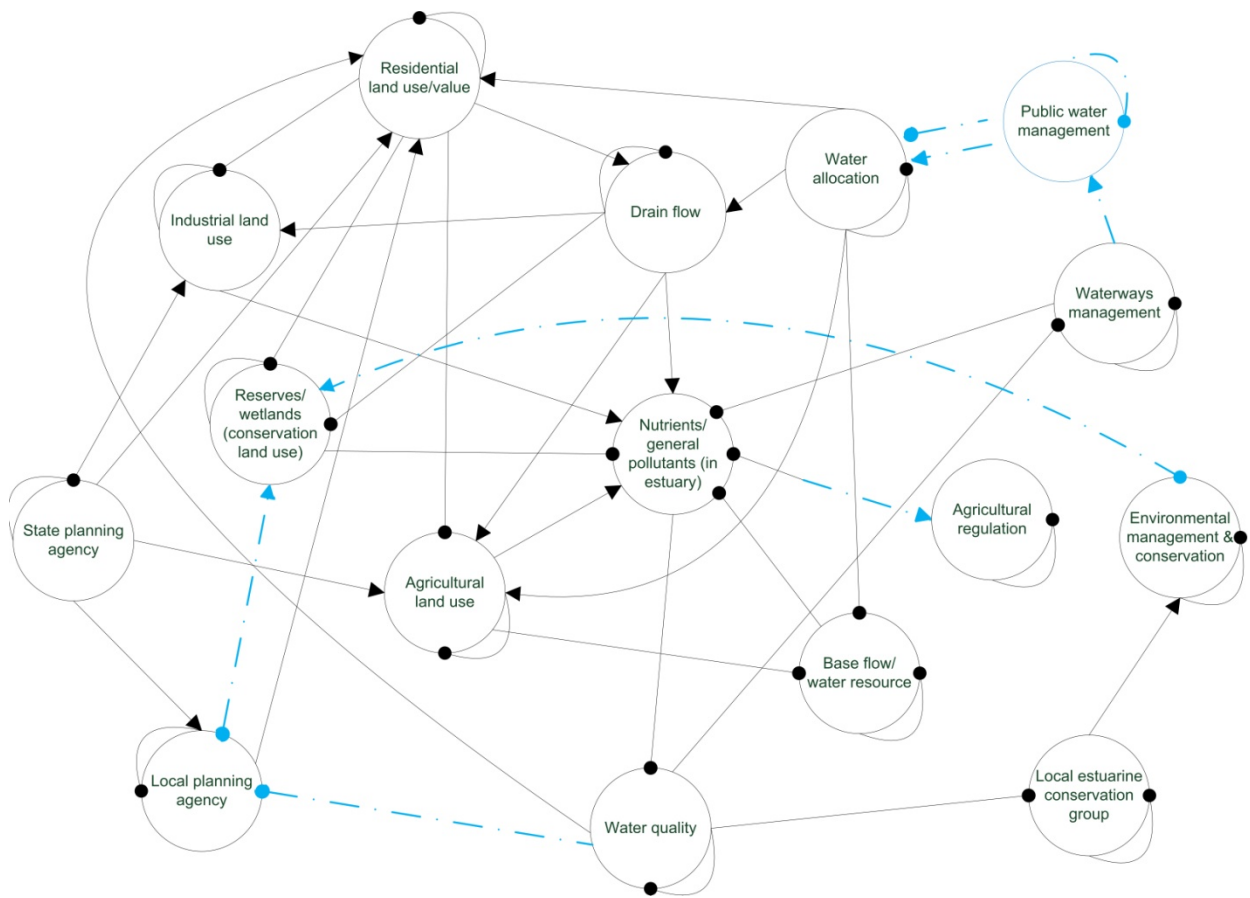 Residential
land use/value
Public water
management
Water
allocation
Industrial land
use
Drain flow
Waterways
management
Reserves/
wetlands
(conservation
land use)
Nutrients/
general
pollutants (in
estuary)
State planning
agency
Agricultural
regulation
Environmental
management &
conservation
Agricultural
land use
Base flow/
water resource
Local planning
agency
Water quality
Local estuarine
conservation
group